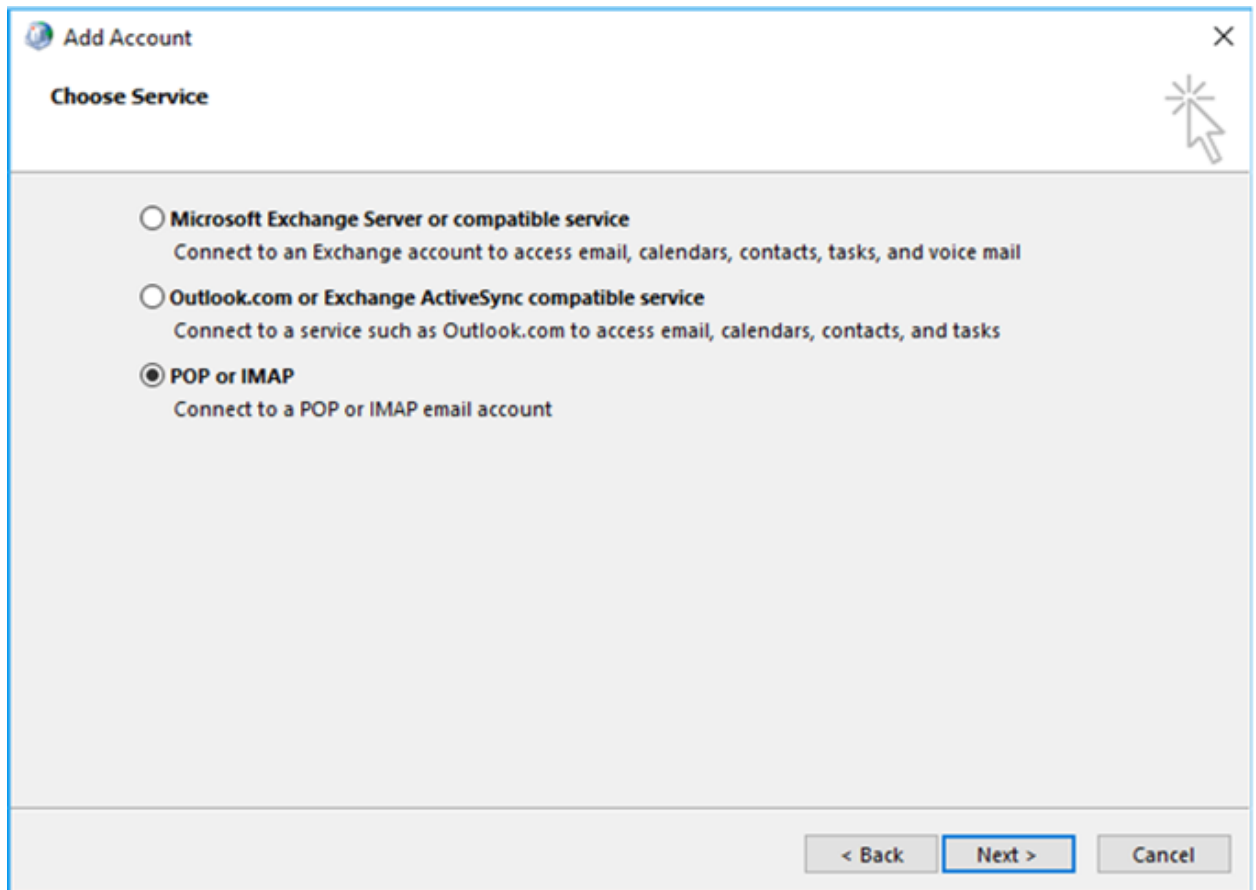 Add Account
Choose Service
Microsoft Exchange Server or compatible service
Connect to an Exchange account to access email, calendars, contacts, tasks, and voice mail
Outlook.com or Exchange ActiveSync compatible service
Connect to a service such as Outlook.com to access email, calendars, contacts, and tasks
POP or IMAP
Connect to a POP or IMAP email account
< Back Next > Cancel